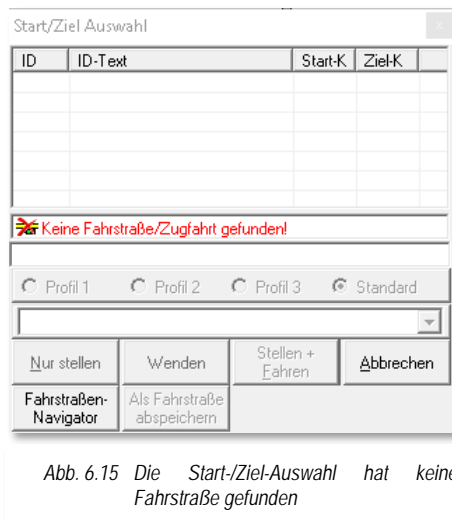 Start/Ziel Auswahl
ID ID-Text Start-K Ziel-K
Keine Fahrstraße/Zugfahrt gefunden!
Profil 1 Profil 2 Profil 3 Standard
Nur stellen Wenden Stellen + Fahren Abbrechen
Fahrstraßen-Navigator Als Fahrstraße abspeichern
Abb. 6.15 Die Start-/Ziel-Auswahl hat keine
Fahrstraße gefunden